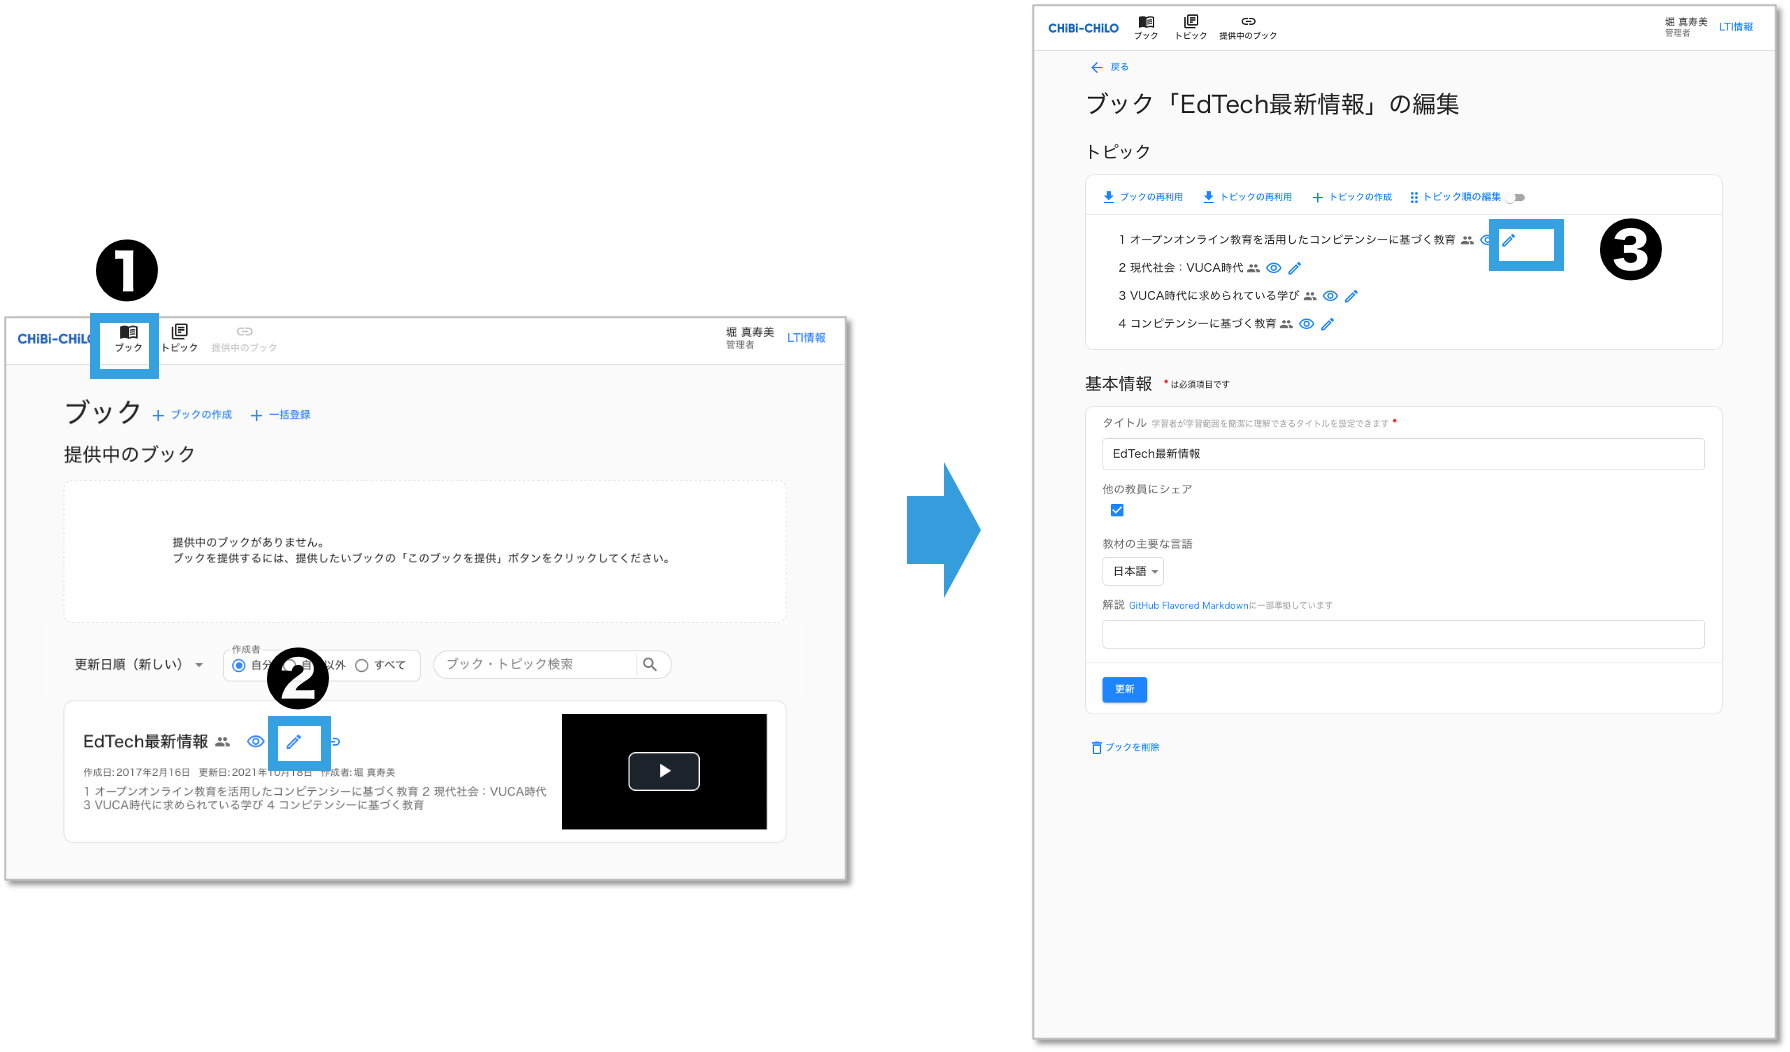 1
CHiBi-CHiLO
ブック
トピック
提供中のブック
堀 真寿美
管理者
LTI情報
ブック
ブックの作成
一括登録
提供中のブック
提供中のブックがありません。
ブックを提供するには、提供したいブックの「このブックを提供」ボタンをクリックしてください。
更新日順（新しい）
作成者
自分
以外
すべて
ブック・トピック検索
2
EdTech最新情報
作成日:2017年2月16日 更新日:2021年10月18日 作成者:堀 真寿美
1 オープンオンライン教育を活用したコンピテンシーに基づく教育 2 現代社会：VUCA時代
3 VUCA時代に求められている学び 4 コンピテンシーに基づく教育
CHiBi-CHiLO
ブック
トピック
提供中のブック
堀 真寿美
管理者
LTI情報
戻る
ブック「EdTech最新情報」の編集
トピック
ブックの再利用
トピックの再利用
トピックの作成
トピック順の編集
1 オープンオンライン教育を活用したコンピテンシーに基づく教育
2 現代社会：VUCA時代
3 VUCA時代に求められている学び
4 コンピテンシーに基づく教育
3
基本情報 *は必須項目です
タイトル 学習者が学習範囲を簡潔に理解できるタイトルを設定できます *
EdTech最新情報
他の教員にシェア
教材の主要な言語
日本語
解説 GitHub Flavored Markdownに一部準拠しています
更新
ブックを削除